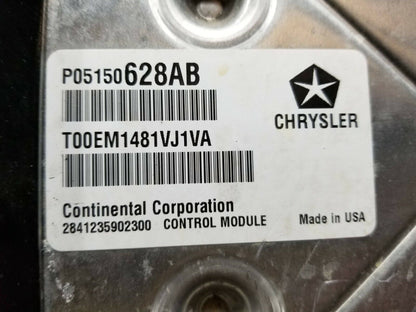 P05150628AB
CHRYSLER
T00EM1481VJ1VA
Continental Corporation
2841235902300 CONTROL MODULE Made in USA